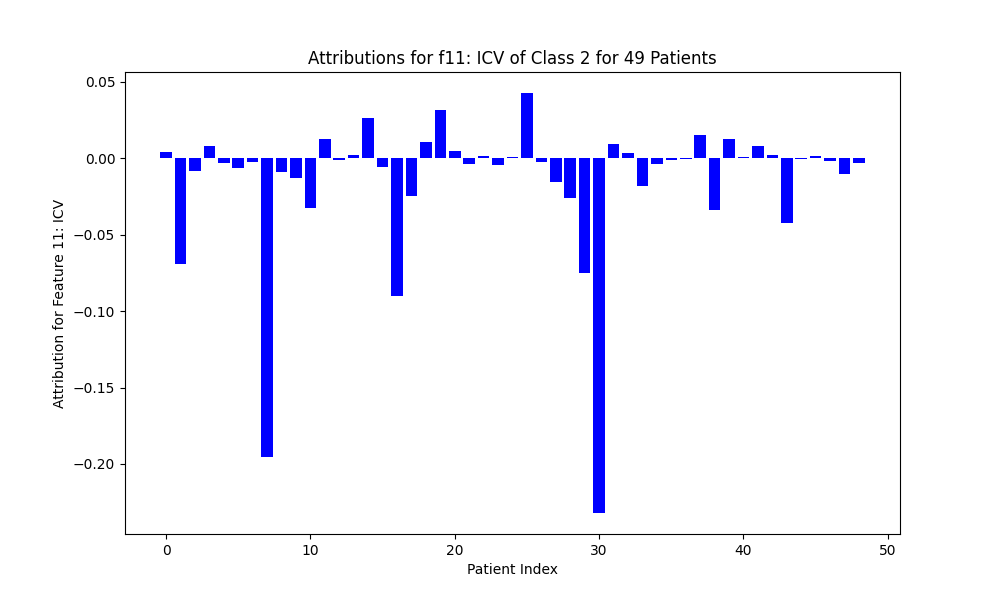 Attributions for f11: ICV of Class 2 for 49 Patients
Attribution for Feature 11: ICV
0.05
0.00
−0.05
−0.10
−0.15
−0.20
0 10 20 30 40 50
Patient Index